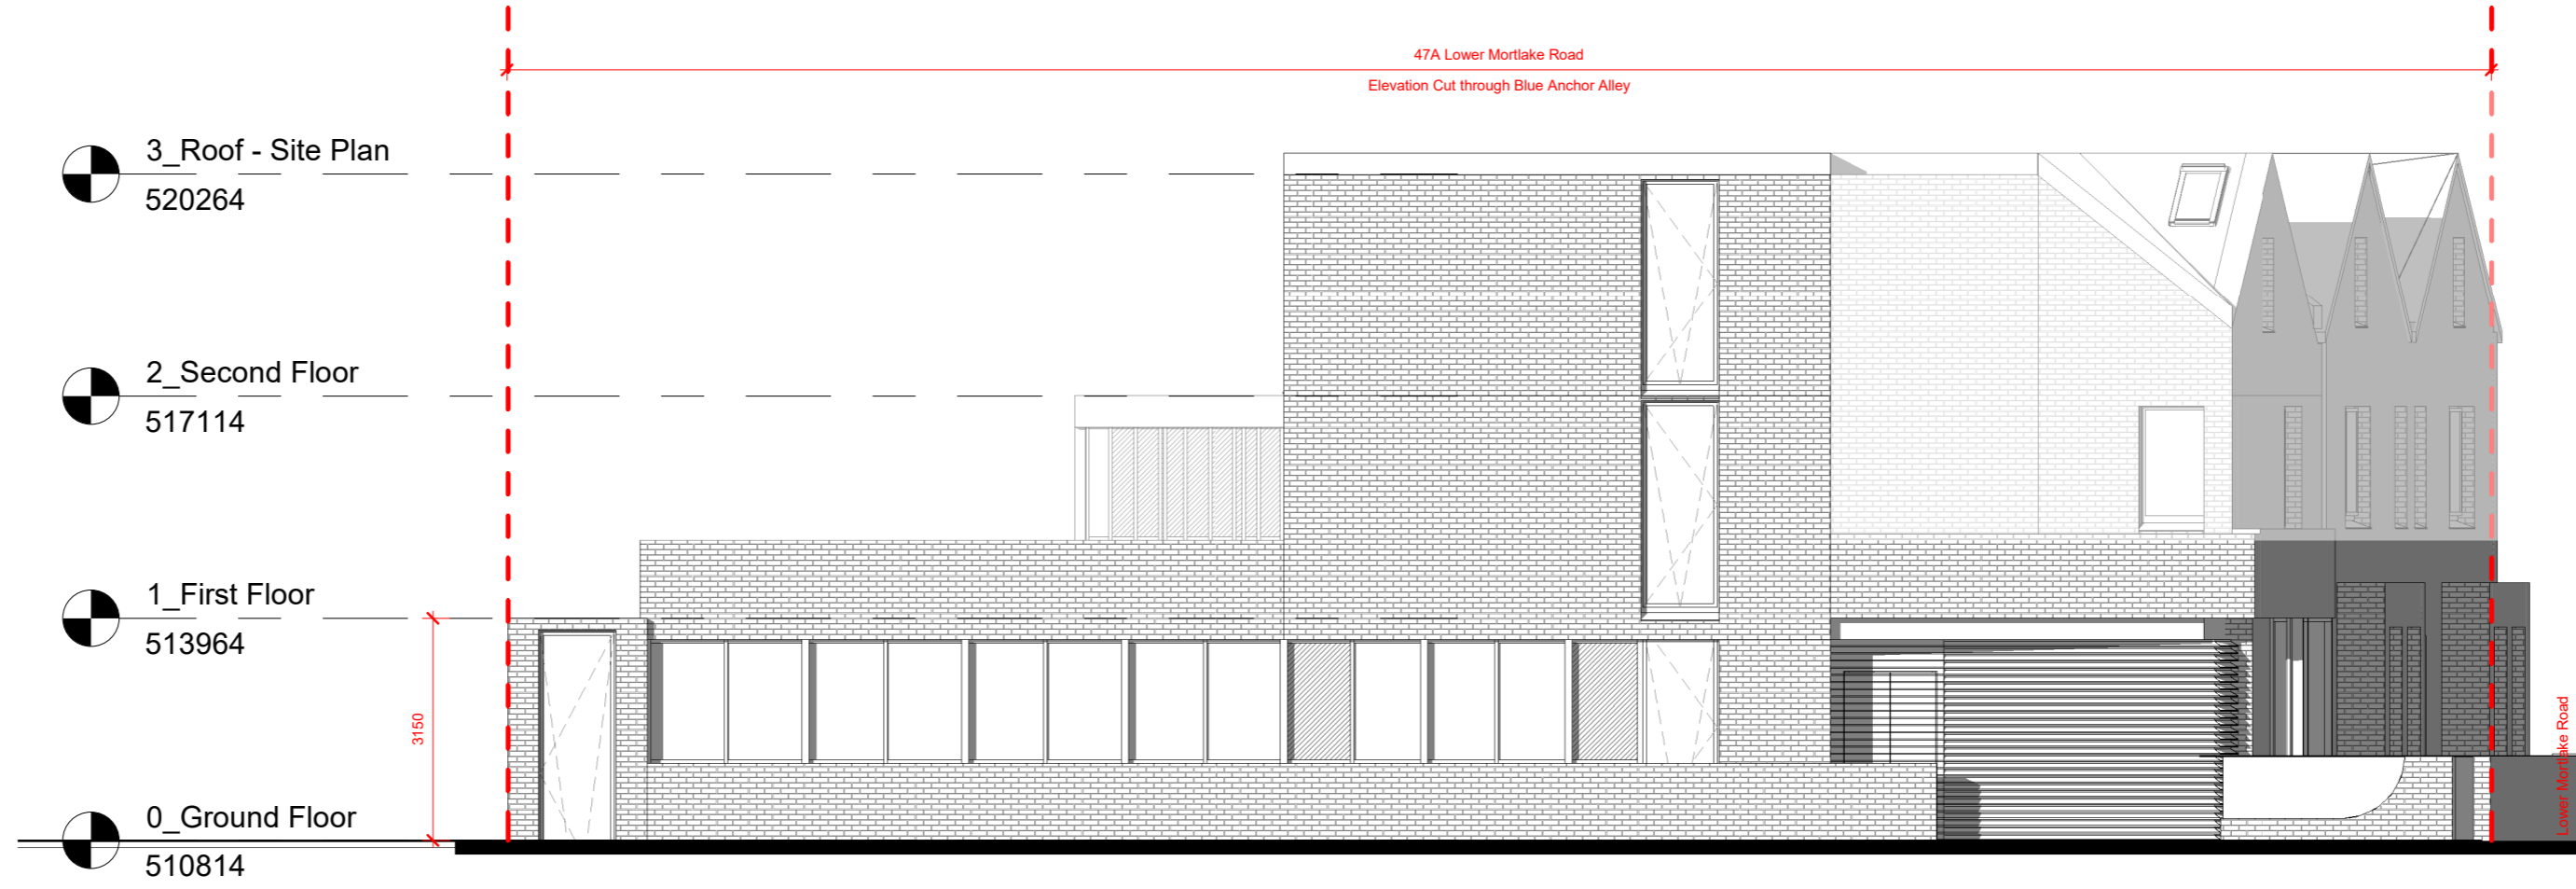 47A Lower Mortlake Road
Elevation Cut through Blue Anchor Alley
3_Roof - Site Plan
520264
2_Second Floor
517114
1_First Floor
513964
3150
0_Ground Floor
510814
Lower Mortlake Road